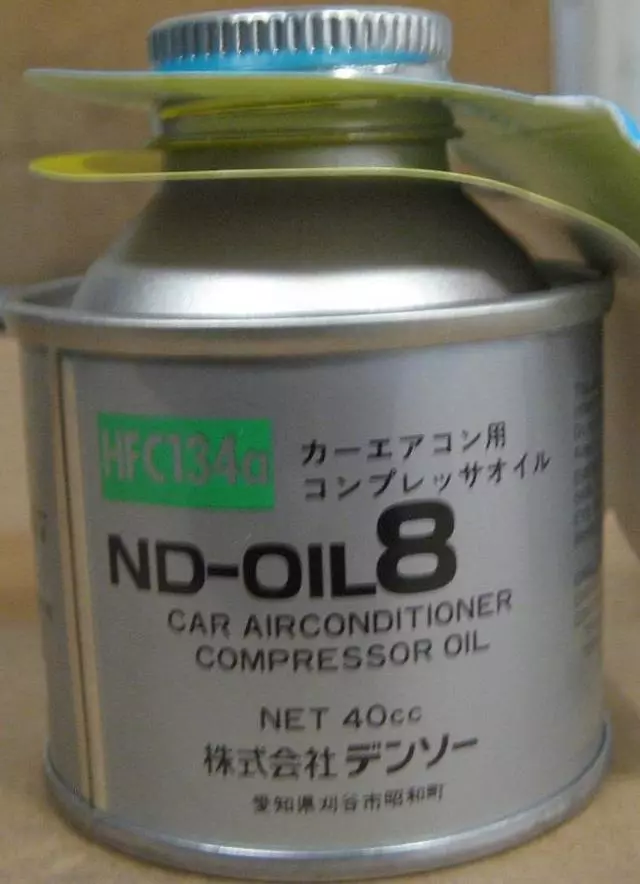 HFC134a
カーエアコン用
コンプレッサオイル
ND-OIL8
CAR AIRCONDITIONER
COMPRESSOR OIL
NET 40cc
株式会社 デンソー
愛知県刈谷市昭和町